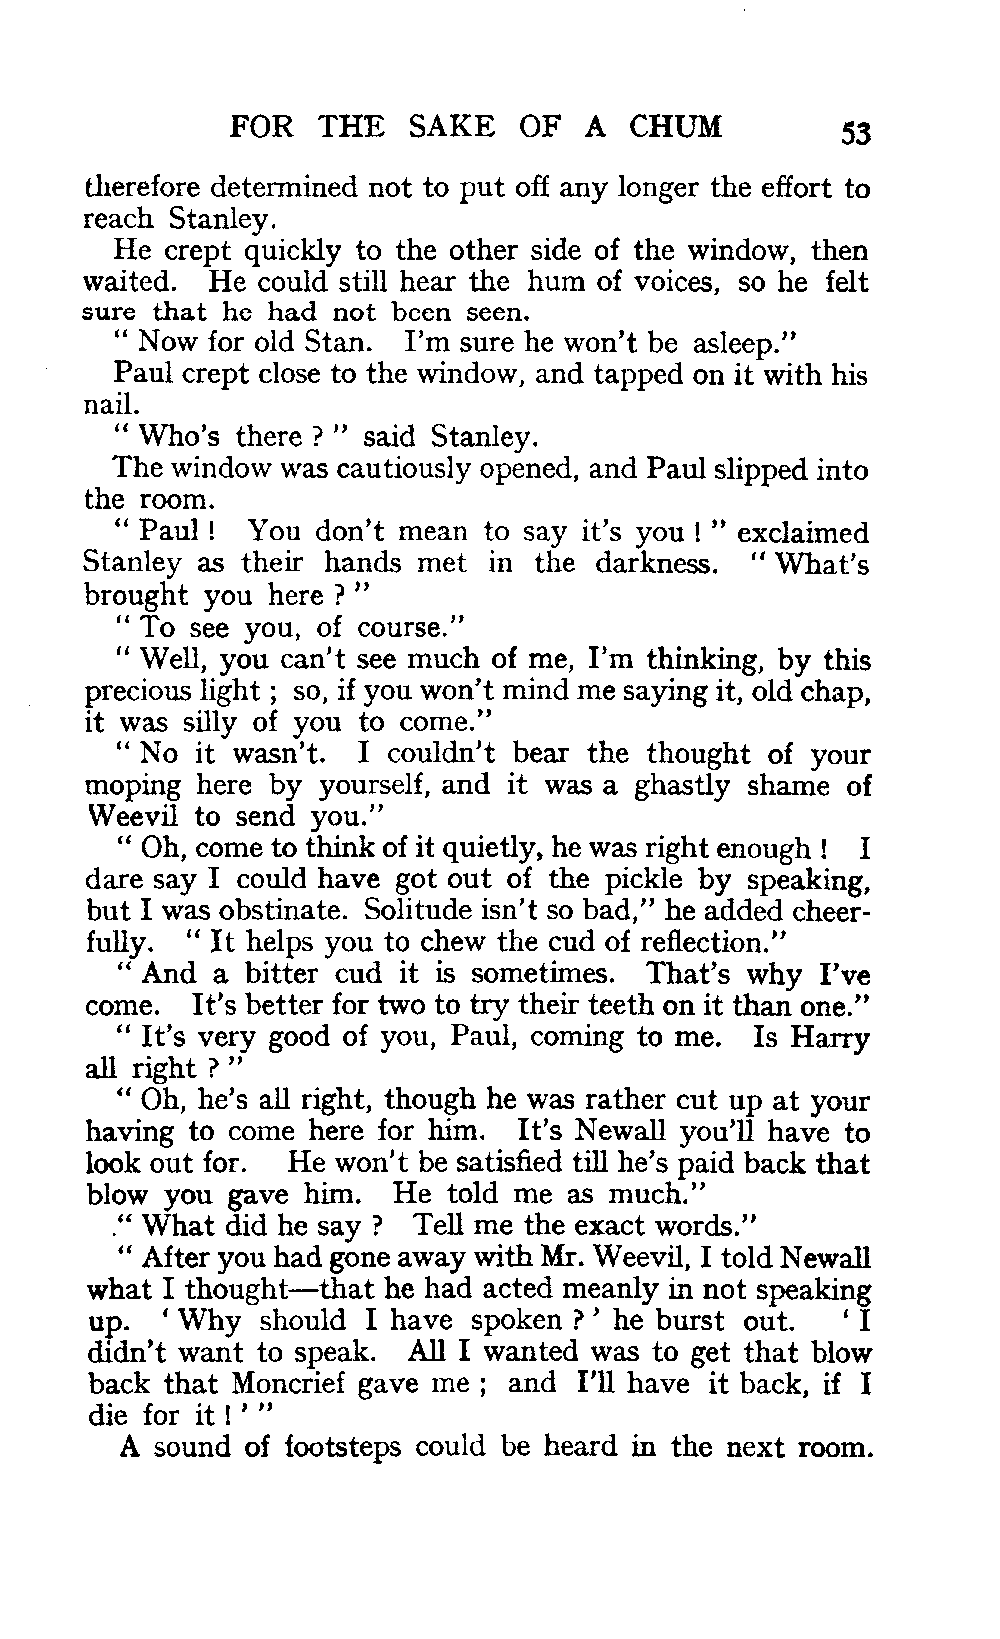 FOR THE SAKE OF A CHUM 53
therefore determined not to put off any longer the effort to
reach Stanley.
He crept quickly to the other side of the window, then
waited. He could still hear the hum of voices, so he felt
sure that he had not been seen.
" Now for old Stan. I'm sure he won't be asleep."
Paul crept close to the window, and tapped on it with his
nail.
" Who's there ? " said Stanley.
The window was cautiously opened, and Paul slipped into
the room.
" Paul ! You don't mean to say it's you ! " exclaimed
Stanley as their hands met in the darkness. " What's
brought you here ? "
" To see you, of course."
" Well, you can't see much of me, I'm thinking, by this
precious light ; so, if you won't mind me saying it, old chap,
it was silly of you to come."
" No it wasn't. I couldn't bear the thought of your
moping here by yourself, and it was a ghastly shame of
Weevil to send you."
" Oh, come to think of it quietly, he was right enough ! I
dare say I could have got out of the pickle by speaking,
but I was obstinate. Solitude isn't so bad," he added cheer-
fully. " It helps you to chew the cud of reflection."
" And a bitter cud it is sometimes. That's why I've
come. It's better for two to try their teeth on it than one."
" It's very good of you, Paul, coming to me. Is Harry
all right ? "
" Oh, he's all right, though he was rather cut up at your
having to come here for him. It's Newall you'll have to
look out for. He won't be satisfied till he's paid back that
blow you gave him. He told me as much."
." What did he say ? Tell me the exact words."
" After you had gone away with Mr. Weevil, I told Newall
what I thought—that he had acted meanly in not speaking
up. ' Why should I have spoken ? ' he burst out. ' I
didn't want to speak. All I wanted was to get that blow
back that Moncrief gave me ; and I'll have it back, if I
die for it ! ' "
A sound of footsteps could be heard in the next room.